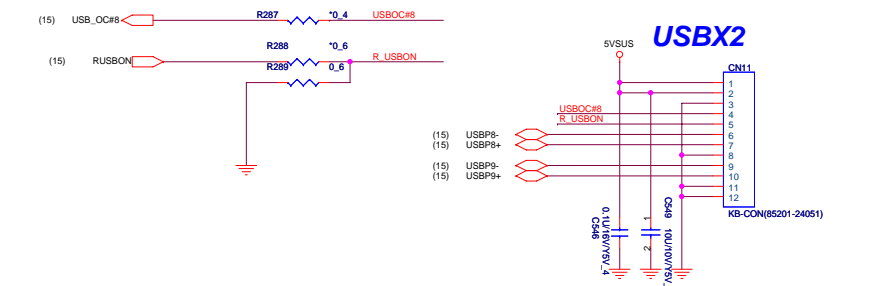 (15) USB_OC#8 R287 *0_4 USBOC#8
R288 *0_6
(15) RUSBON R_USBON
R289 0_6
USBX2
5VSUS
CN11
1
2
3
USBOC#8 4
R_USBON 5
(15) USBP8- 6
(15) USBP8+ 7
8
(15) USBP9- 9
(15) USBP9+ 10
11
12
KB-CON(85201-24051)
0.1U/16V/Y5V_4
C546
C549
1
2
10U/10V/Y5V_